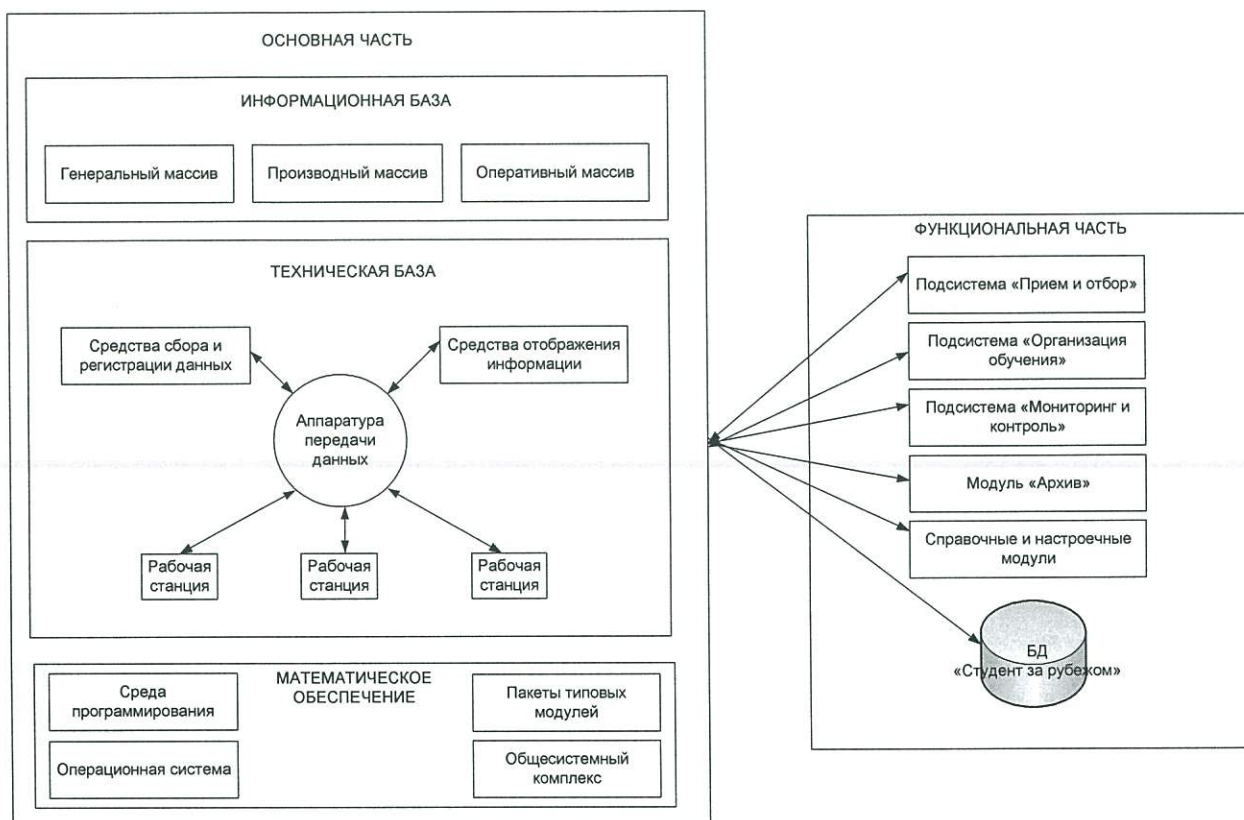 ОСНОВНАЯ ЧАСТЬ
ИНФОРМАЦИОННАЯ БАЗА
Генеральный массив
Производный массив
Оперативный массив
ТЕХНИЧЕСКАЯ БАЗА
Средства сбора и
регистрации данных
Средства отображения
информации
Аппаратура
передачи
данных
Рабочая
станция
Рабочая
станция
Рабочая
станция
МАТЕМАТИЧЕСКОЕ
ОБЕСПЕЧЕНИЕ
Среда
программирования
Пакеты типовых
модулей
Операционная система
Общесистемный
комплекс
ФУНКЦИОНАЛЬНАЯ ЧАСТЬ
Подсистема «Прием и отбор»
Подсистема «Организация
обучения»
Подсистема «Мониторинг и
контроль»
Модуль «Архив»
Справочные и настроечные
модули
БД
«Студент за рубежом»